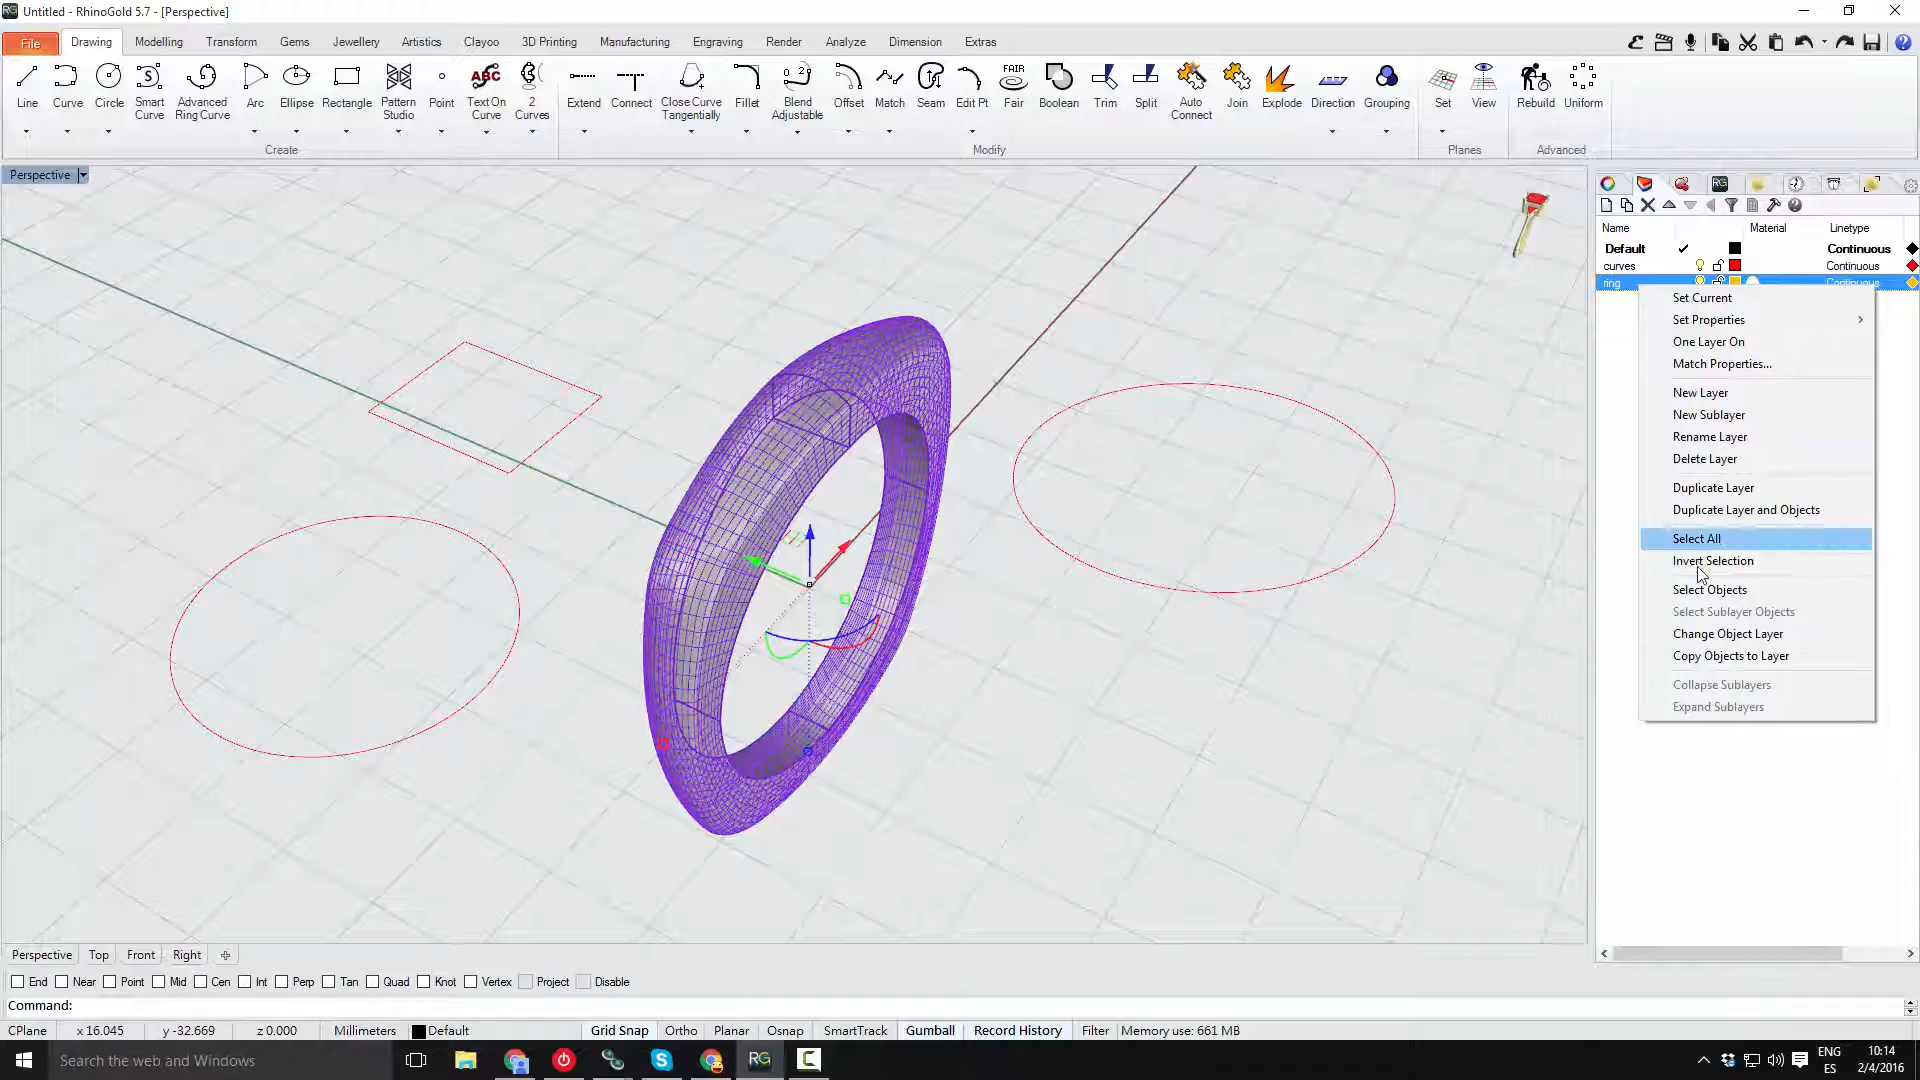 Untitled - RhinoGold 5.7 - [Perspective]
File Drawing Modelling Transform Gems Jewellery Artistics Clayoo 3D Printing Manufacturing Engraving Render Analyze Dimension Extras
Line Curve Circle Smart Curve Advanced Ring Curve Arc Ellipse Rectangle Pattern Studio Point Text On Curve 2 Curves Extend Connect Close Curve Tangentially Fillet Blend Adjustable Offset Match Seam Edit Pt Fair Boolean Trim Split Auto Connect Join Explode Direction Grouping Set View Rebuild Uniform
Create Modify Planes Advanced
Perspective
Name Material Linetype
Default Continuous
curves Continuous
ring Continuous
Set Current
Set Properties
One Layer On
Match Properties...
New Layer
New Sublayer
Rename Layer
Delete Layer
Duplicate Layer
Duplicate Layer and Objects
Select All
Invert Selection
Select Objects
Select Sublayer Objects
Change Object Layer
Copy Objects to Layer
Collapse Sublayers
Expand Sublayers
Perspective Top Front Right
End Near Point Mid Cen Int Perp Tan Quad Knot Vertex Project Disable
Command:
CPlane x 16.045 y -32.669 z 0.000 Millimeters Default Grid Snap Ortho Planar Osnap SmartTrack Gumball Record History Filter Memory use: 661 MB
Search the web and Windows
ENG 10:14
ES 2/4/2016